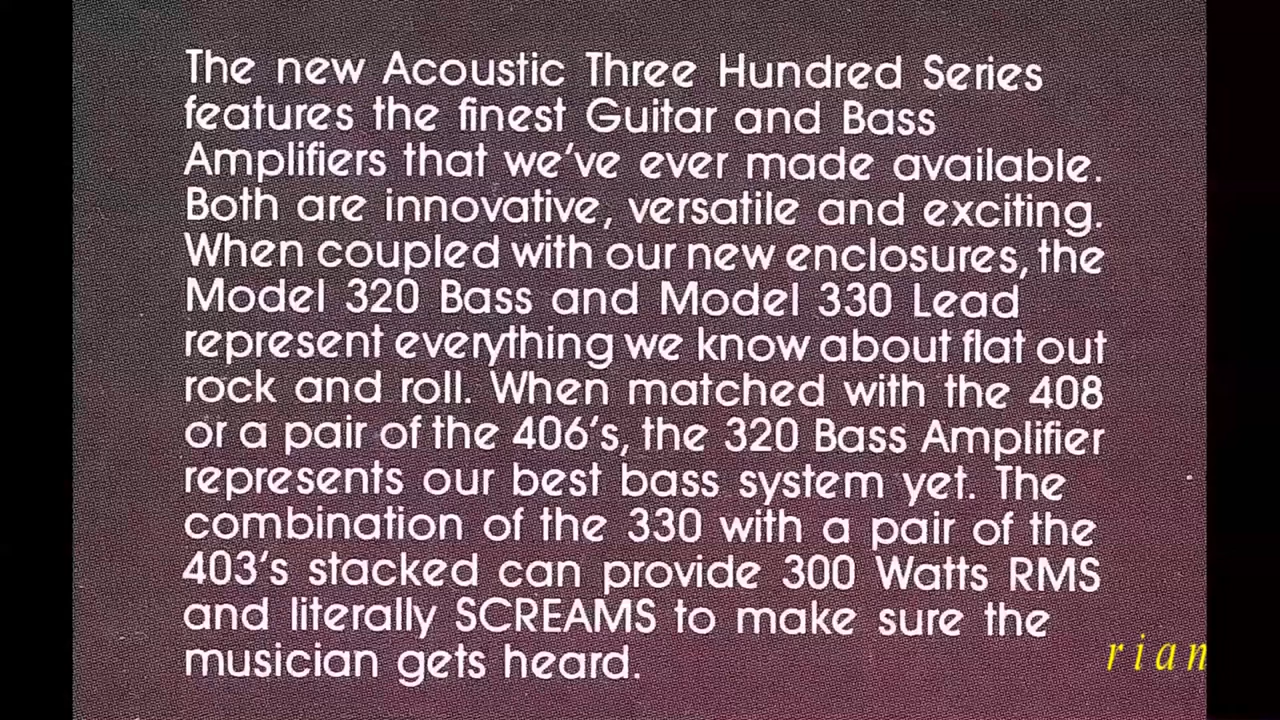 The new Acoustic Three Hundred Series
features the finest Guitar and Bass
Amplifiers that we've ever made available.
Both are innovative, versatile and exciting.
When coupled with our new enclosures, the
Model 320 Bass and Model 330 Lead
represent everything we know about flat out
rock and roll. When matched with the 408
or a pair of the 406's, the 320 Bass Amplifier
represents our best bass system yet. The
combination of the 330 with a pair of the
403's stacked can provide 300 Watts RMS
and literally SCREAMS to make sure the
musician gets heard.
rian